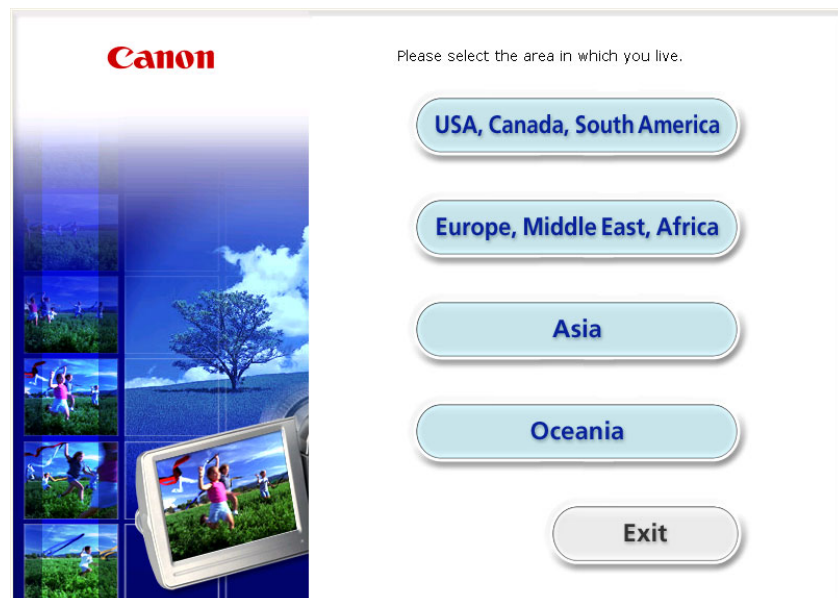 Canon
Please select the area in which you live.
USA, Canada, South America
Europe, Middle East, Africa
Asia
Oceania
Exit